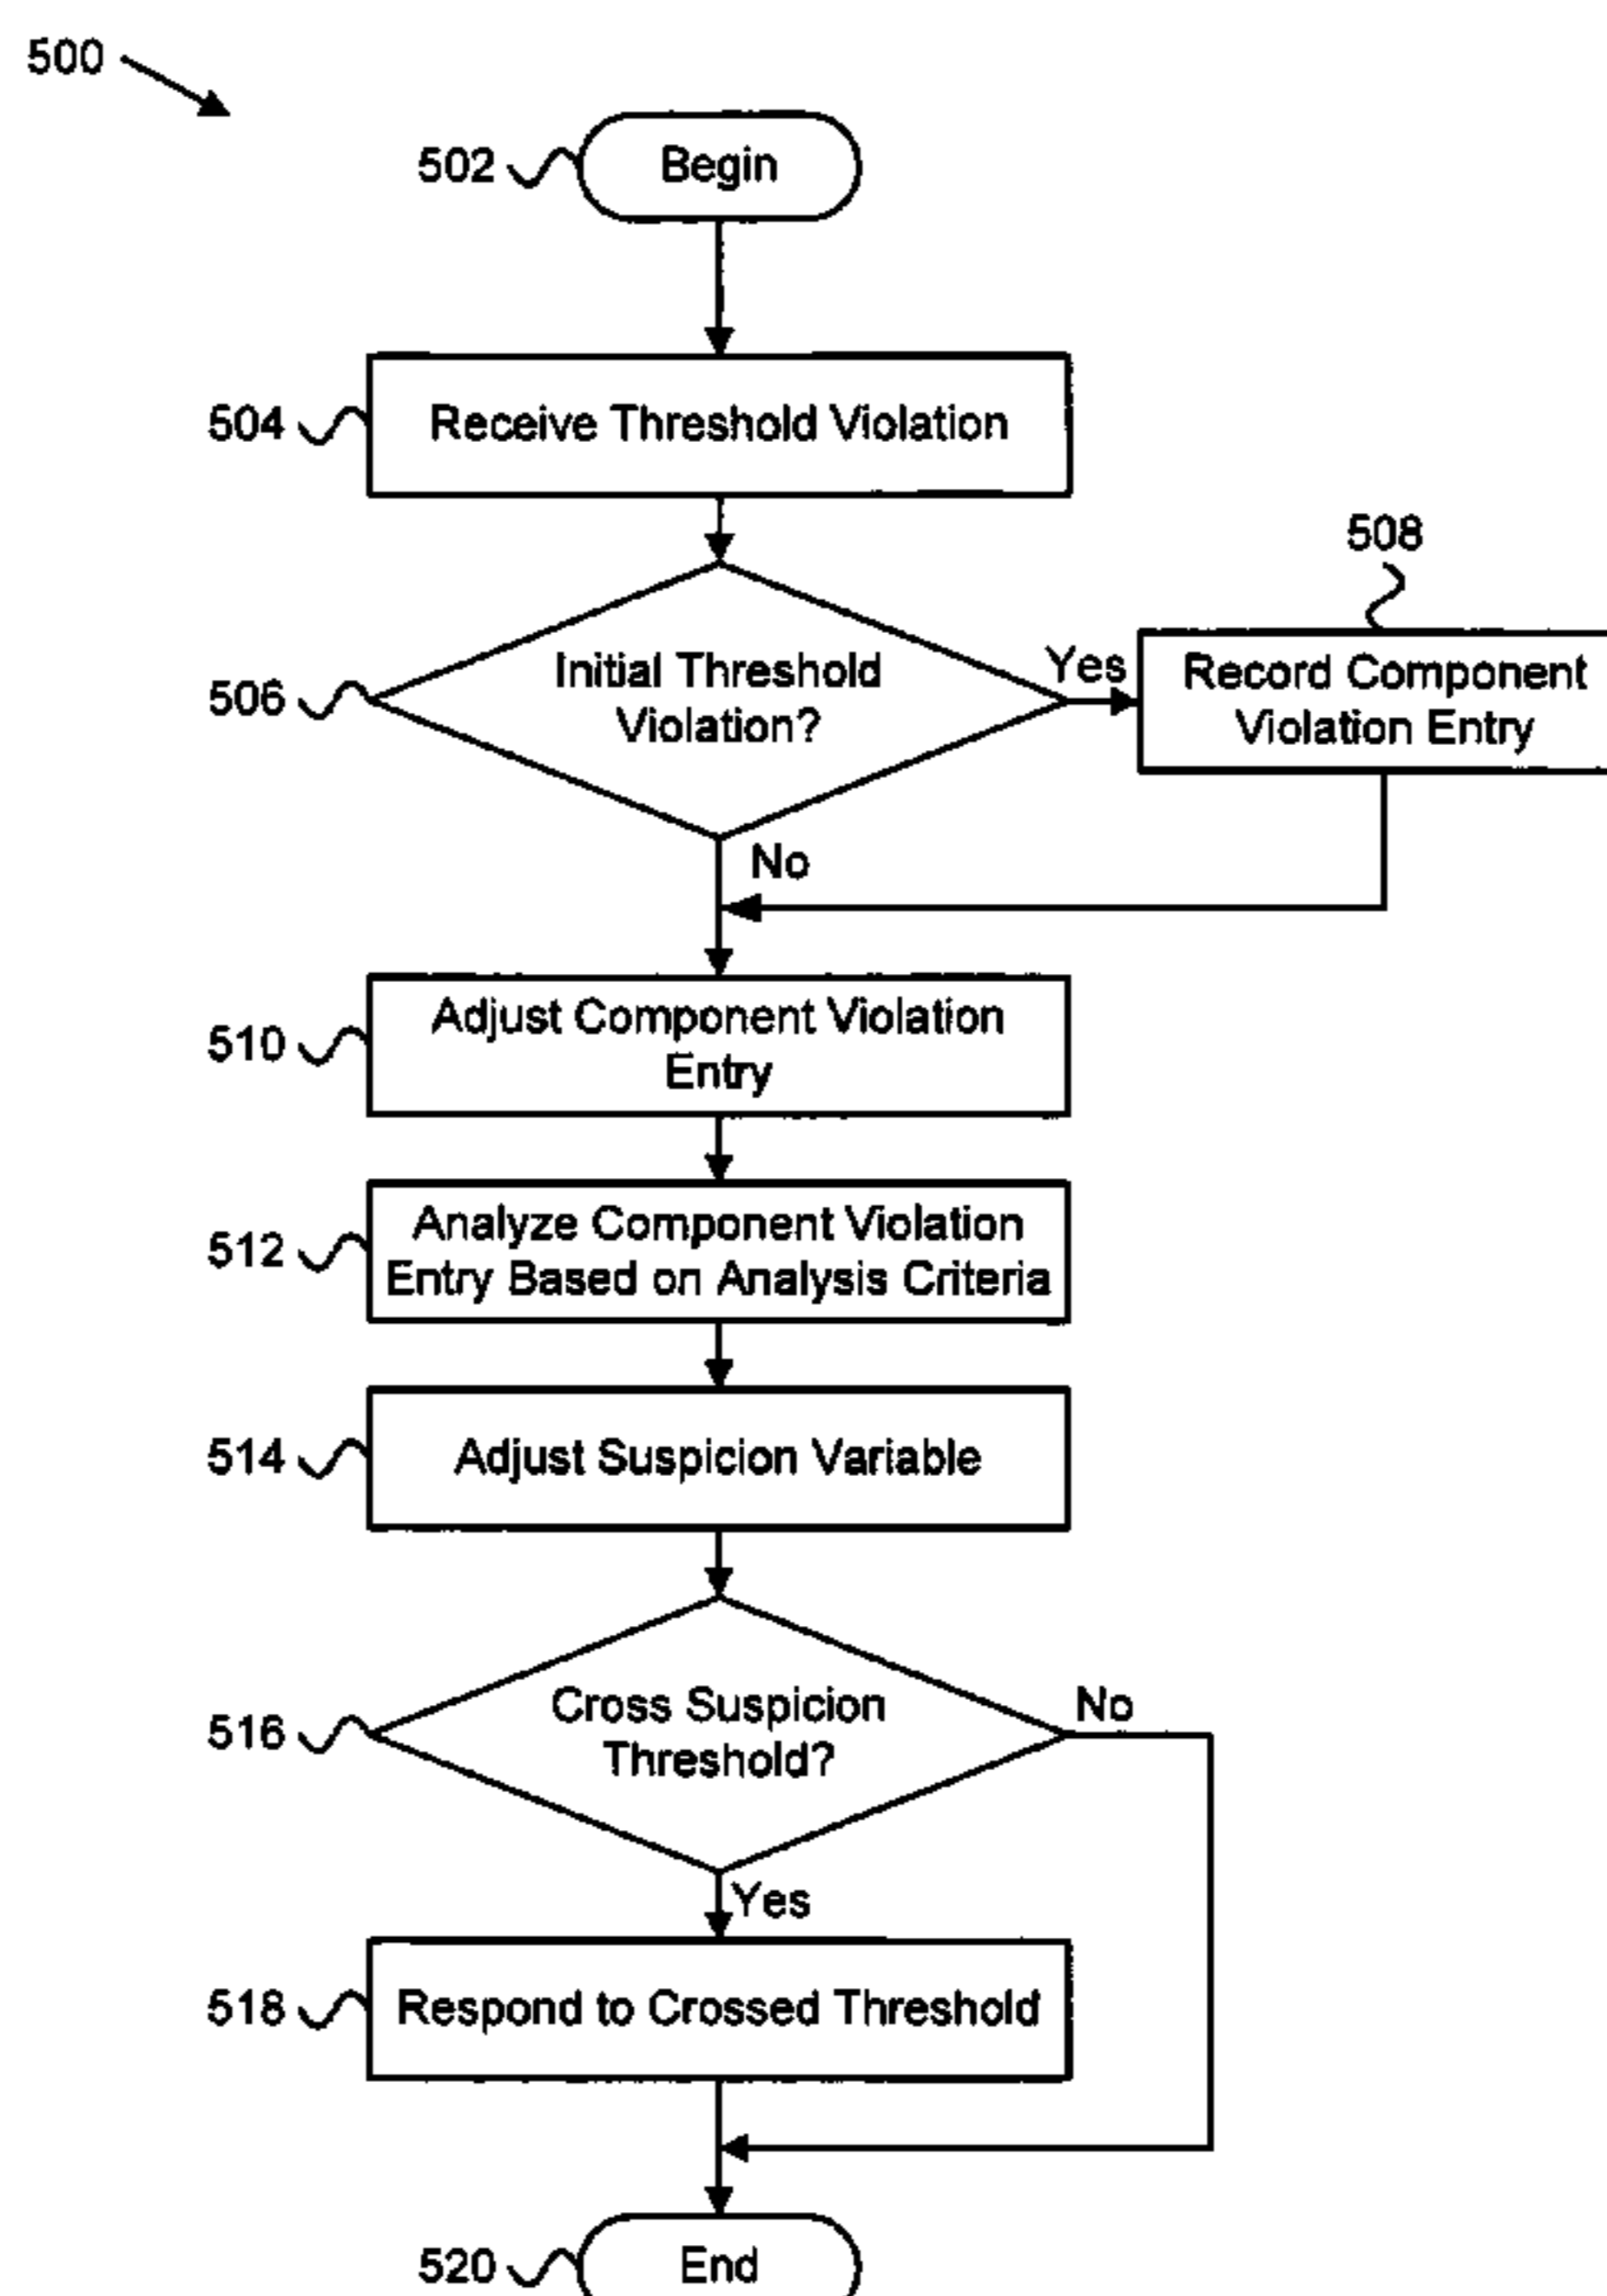 500
502
Begin
504
Receive Threshold Violation
508
506
Initial Threshold
Violation?
Yes
Record Component
Violation Entry
No
510
Adjust Component Violation
Entry
512
Analyze Component Violation
Entry Based on Analysis Criteria
514
Adjust Suspicion Variable
516
Cross Suspicion
Threshold?
No
Yes
518
Respond to Crossed Threshold
520
End